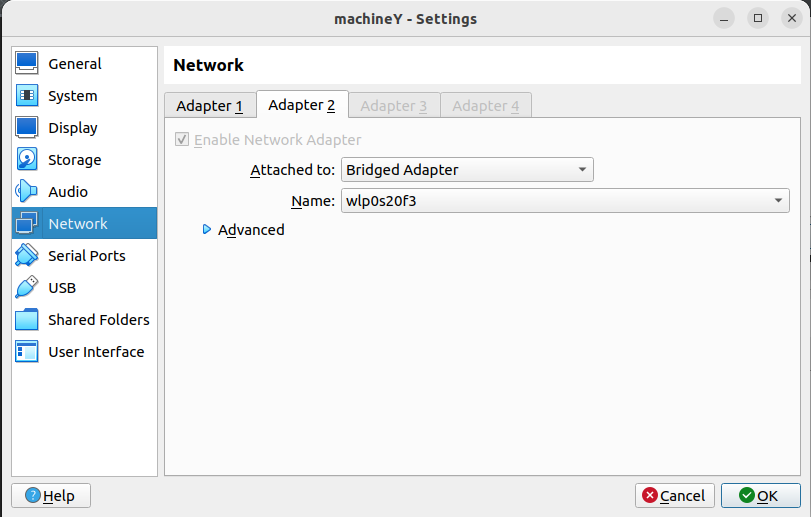 machineY - Settings
General
System
Display
Storage
Audio
Network
Serial Ports
USB
Shared Folders
User Interface
Network
Adapter 1 Adapter 2 Adapter 3 Adapter 4
Enable Network Adapter
Attached to: Bridged Adapter
Name: wlp0s20f3
Advanced
Help Cancel OK